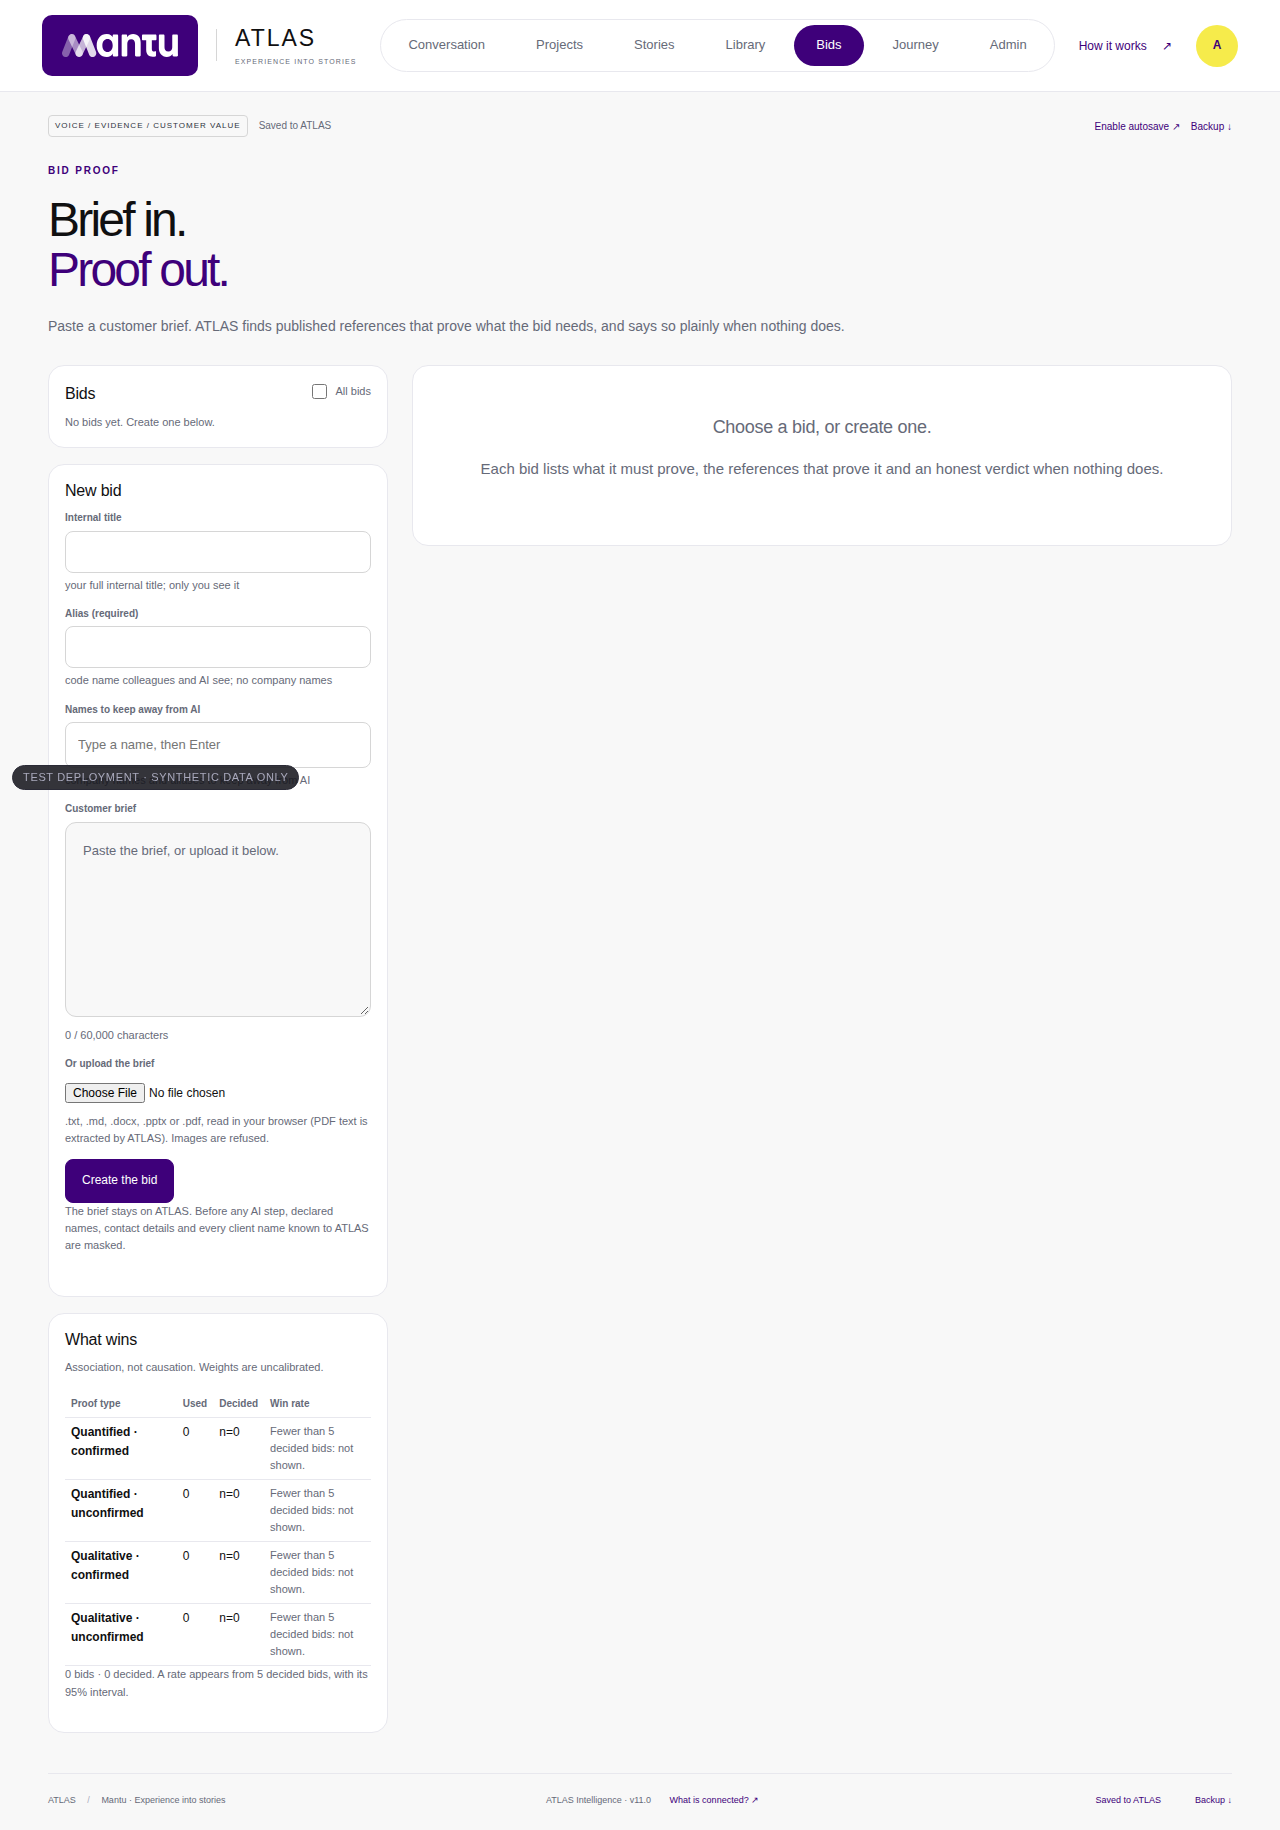 mantu
ATLAS
EXPERIENCE INTO STORIES
Conversation
Projects
Stories
Library
Bids
Journey
Admin
How it works ↗
A
VOICE / EVIDENCE / CUSTOMER VALUE
Saved to ATLAS
Enable autosave ↗
Backup ↓
BID PROOF
Brief in.
Proof out.
Paste a customer brief. ATLAS finds published references that prove what the bid needs, and says so plainly when nothing does.
Bids
All bids
No bids yet. Create one below.
Choose a bid, or create one.
Each bid lists what it must prove, the references that prove it and an honest verdict when nothing does.
New bid
Internal title
your full internal title; only you see it
Alias (required)
code name colleagues and AI see; no company names
Names to keep away from AI
Type a name, then Enter
TEST DEPLOYMENT · SYNTHETIC DATA ONLY
AI
Customer brief
Paste the brief, or upload it below.
0 / 60,000 characters
Or upload the brief
Choose File No file chosen
.txt, .md, .docx, .pptx or .pdf, read in your browser (PDF text is
extracted by ATLAS). Images are refused.
Create the bid
The brief stays on ATLAS. Before any AI step, declared
names, contact details and every client name known to ATLAS
are masked.
What wins
Association, not causation. Weights are uncalibrated.
Proof type Used Decided Win rate
Quantified · 0 n=0 Fewer than 5
confirmed decided bids: not
shown.
Quantified · 0 n=0 Fewer than 5
unconfirmed decided bids: not
shown.
Qualitative · 0 n=0 Fewer than 5
confirmed decided bids: not
shown.
Qualitative · 0 n=0 Fewer than 5
unconfirmed decided bids: not
shown.
0 bids · 0 decided. A rate appears from 5 decided bids, with its
95% interval.
ATLAS / Mantu · Experience into stories
ATLAS Intelligence · v11.0
What is connected? ↗
Saved to ATLAS
Backup ↓